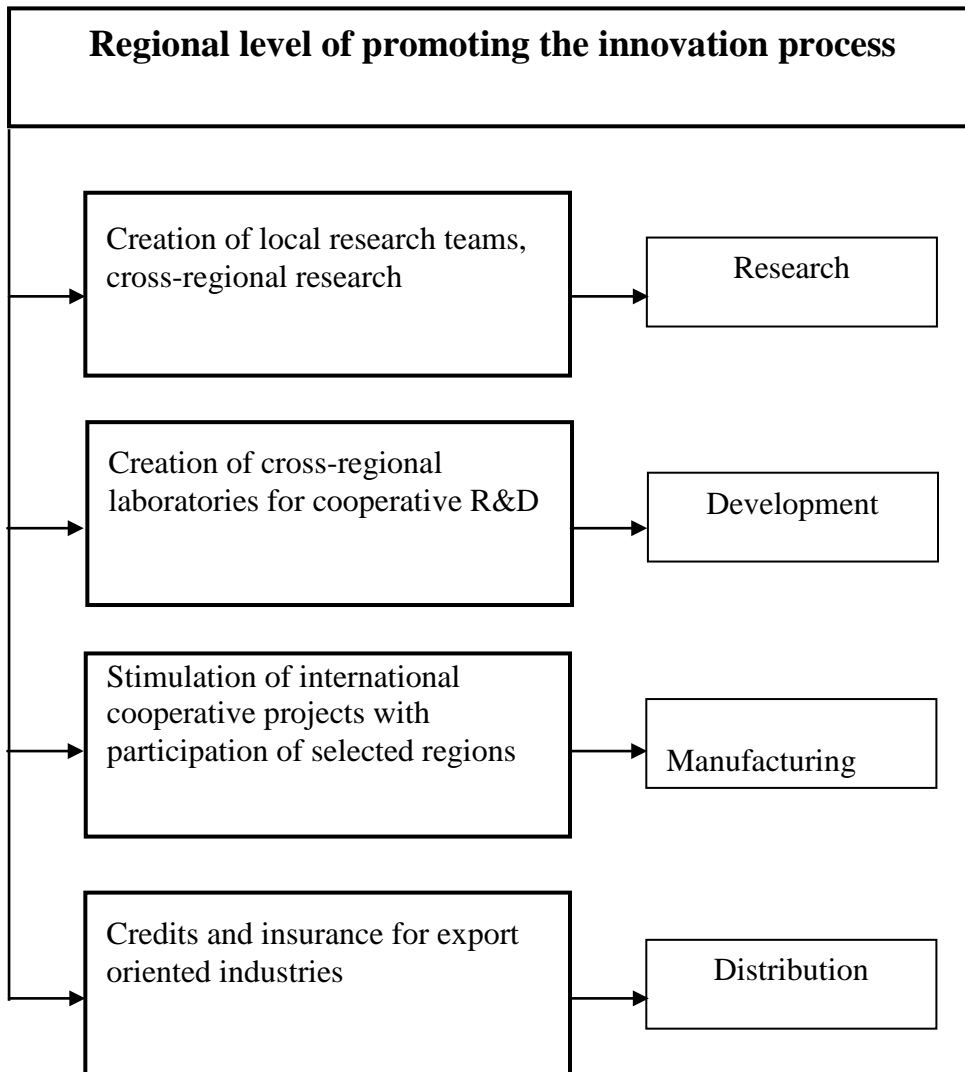 Regional level of promoting the innovation process
Creation of local research teams,
cross-regional research
Research
Creation of cross-regional
laboratories for cooperative R&D
Development
Stimulation of international
cooperative projects with
participation of selected regions
Manufacturing
Credits and insurance for export
oriented industries
Distribution